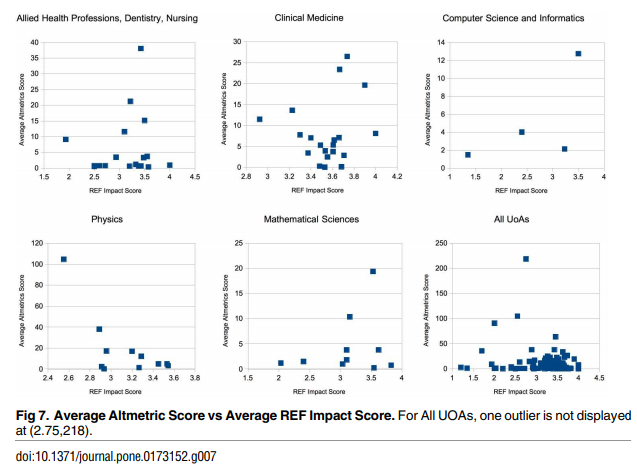 Allied Health Professions, Dentistry, Nursing
Average Altmetrics Score
40
35
30
25
20
15
10
5
0
1.5 2 2.5 3 3.5 4 4.5
REF Impact Score
Clinical Medicine
Average Altmetrics Score
30
25
20
15
10
5
0
2.8 3 3.2 3.4 3.6 3.8 4 4.2
REF Impact Score
Computer Science and Informatics
Average Altmetrics Score
14
12
10
8
6
4
2
0
1 1.5 2 2.5 3 3.5 4
REF Impact Score
Physics
Average Altmetrics Score
120
100
80
60
40
20
0
2.4 2.6 2.8 3 3.2 3.4 3.6 3.8
REF Impact Score
Mathematical Sciences
Average Altmetrics Score
25
20
15
10
5
0
1.5 2 2.5 3 3.5 4
REF Impact Score
All UoAs
Average Altmetrics Score
250
200
150
100
50
0
1 1.5 2 2.5 3 3.5 4 4.5
REF Impact Score
Fig 7. Average Altmetric Score vs Average REF Impact Score. For All UOAs, one outlier is not displayed
at (2.75,218).
doi:10.1371/journal.pone.0173152.g007